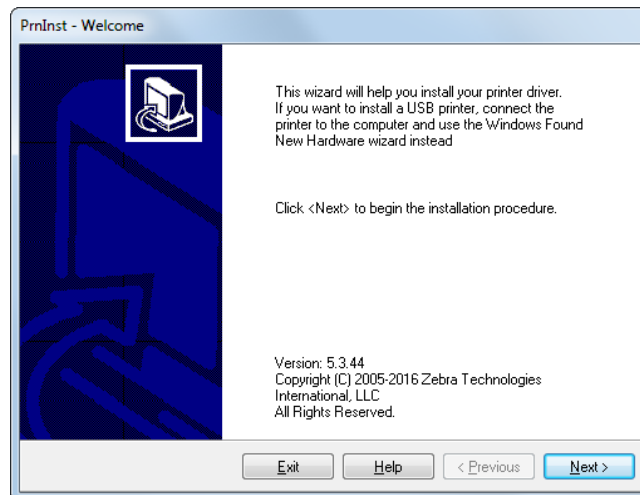 PrnInst - Welcome
This wizard will help you install your printer driver.
If you want to install a USB printer, connect the
printer to the computer and use the Windows Found
New Hardware wizard instead
Click <Next> to begin the installation procedure.
Version: 5.3.44
Copyright (C) 2005-2016 Zebra Technologies
International, LLC
All Rights Reserved.
Exit Help < Previous Next >